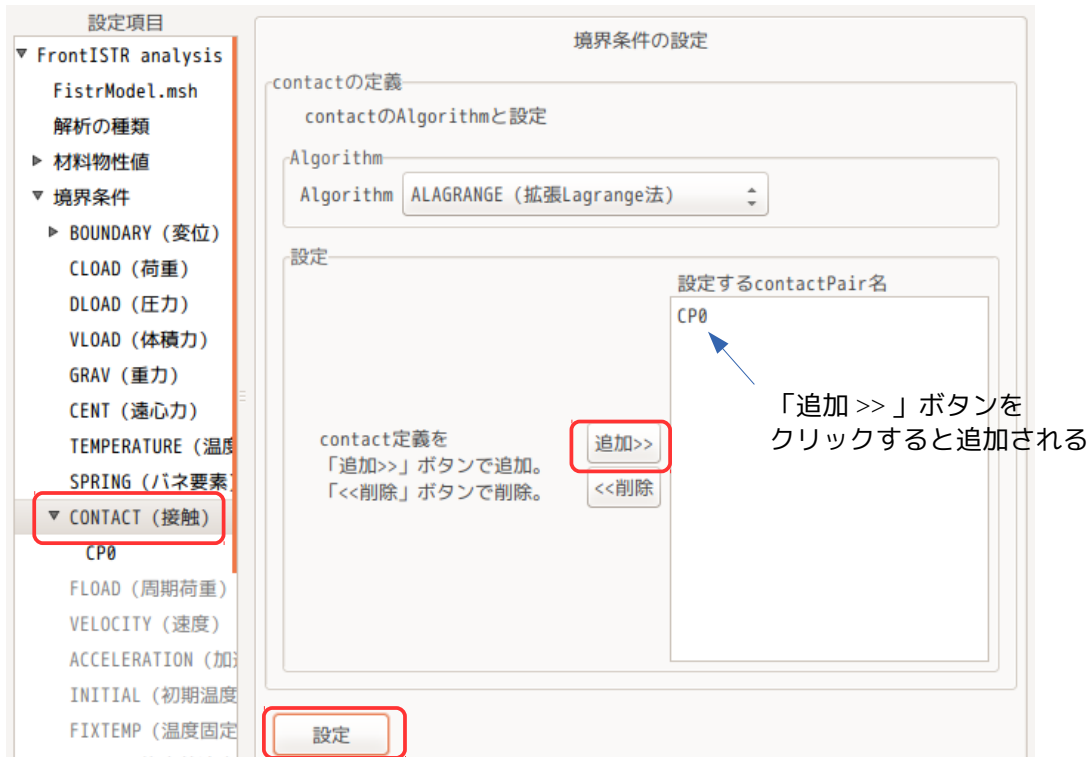 設定項目
FrontISTR analysis
FistrModel.msh
解析の種類
材料物性値
境界条件
BOUNDARY (変位)
CLOAD (荷重)
DLOAD (圧力)
VLOAD (体積力)
GRAV (重力)
CENT (遠心力)
TEMPERATURE (温度
SPRING (バネ要素)
CONTACT (接触)
CP0
FLOAD (周期荷重)
VELOCITY (速度)
ACCELERATION (加速
INITIAL (初期温度
FIXTEMP (温度固定
境界条件の設定
contactの定義
contactのAlgorithmと設定
Algorithm
Algorithm ALAGRANGE (拡張Lagrange法)
設定
設定するcontactPair名
CP0
contact定義を
「追加>>」ボタンで追加。
「<<削除」ボタンで削除。
追加>>
<<削除
「追加 >> 」ボタンを
クリックすると追加される
設定